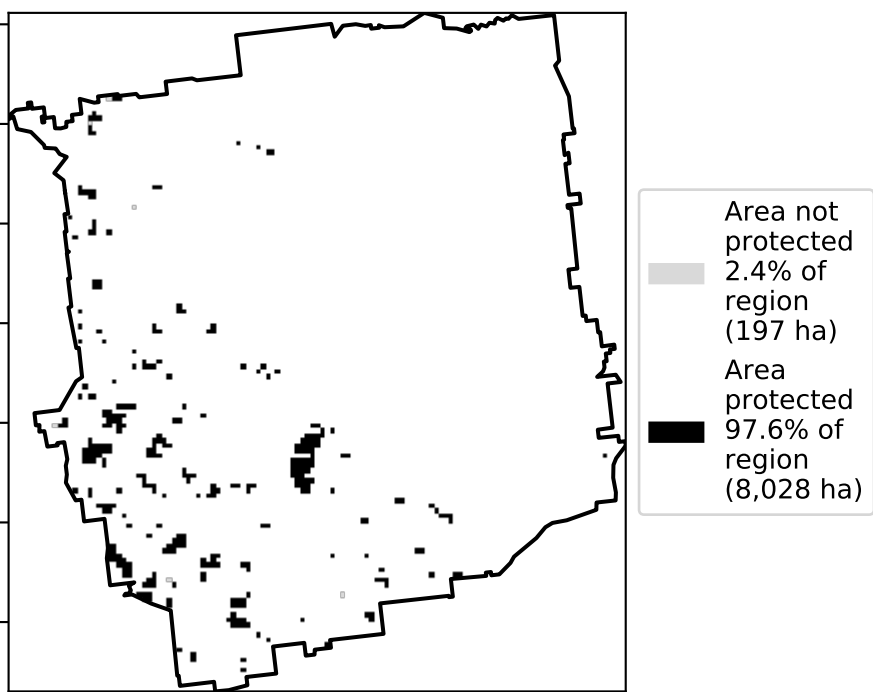 Area not
protected
2.4% of
region
(197 ha)
Area
protected
97.6% of
region
(8,028 ha)